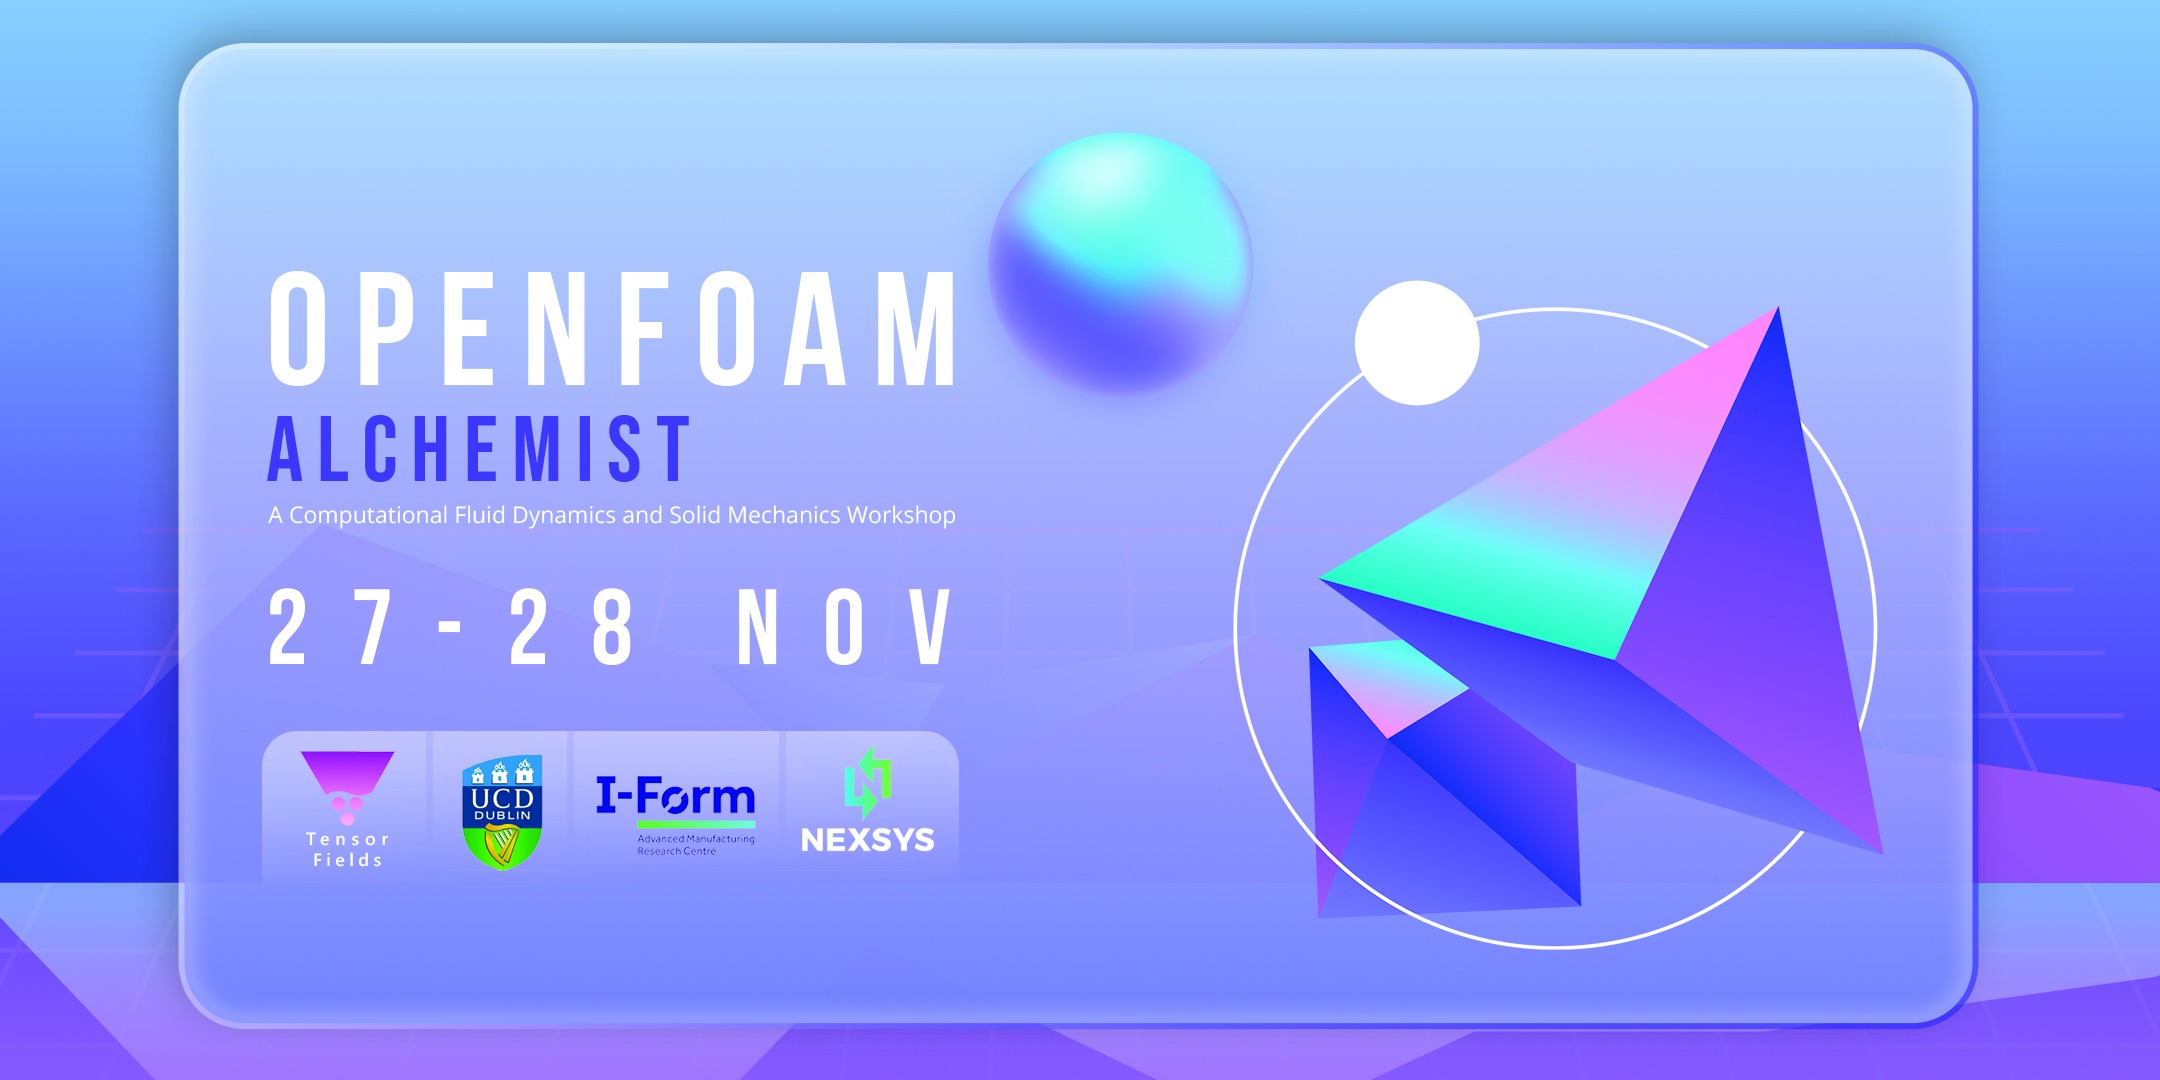 OPENFOAM
ALCHEMIST
A Computational Fluid Dynamics and Solid Mechanics Workshop
27-28 NOV
Tensor
Fields
UCD
DUBLIN
I-Form
Advanced Manufacturing
Research Centre
NEXSYS